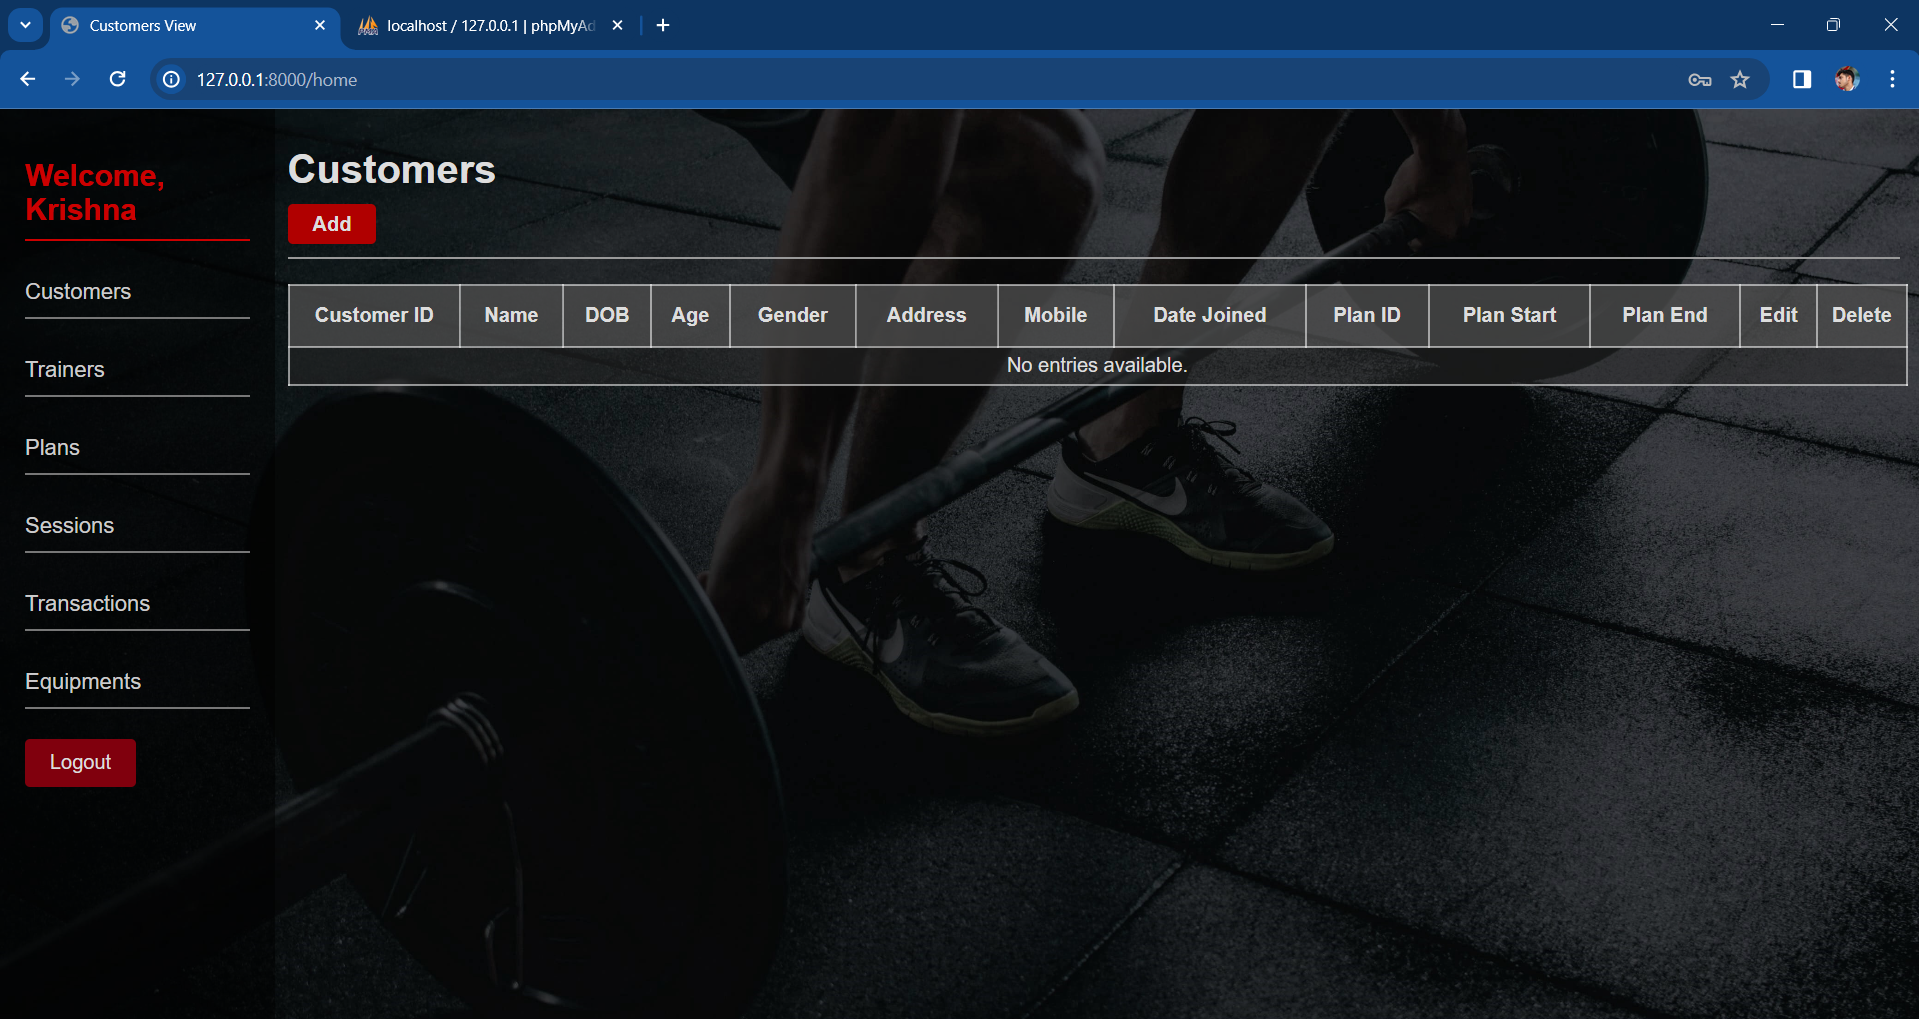 Customers View
localhost / 127.0.0.1 | phpMyAd
127.0.0.1:8000/home
Welcome,
Krishna
Customers
Trainers
Plans
Sessions
Transactions
Equipments
Logout
Customers
Add
Customer ID Name DOB Age Gender Address Mobile Date Joined Plan ID Plan Start Plan End Edit Delete
No entries available.